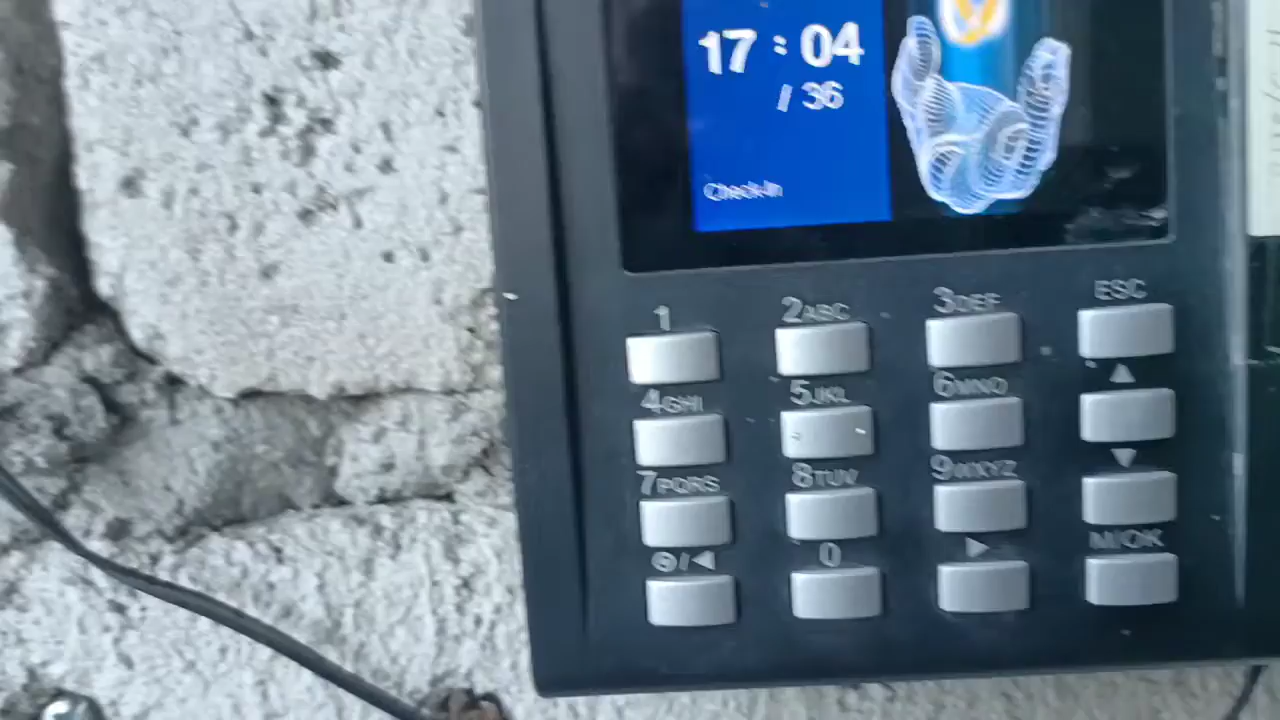 17 : 04
/ 36
Check-In
1 2ABC 3DEF ESC
4GHI 5JKL 6MNO ▲
7PQRS 8TUV 9WXYZ ▼
/◄ 0 ► M/OK